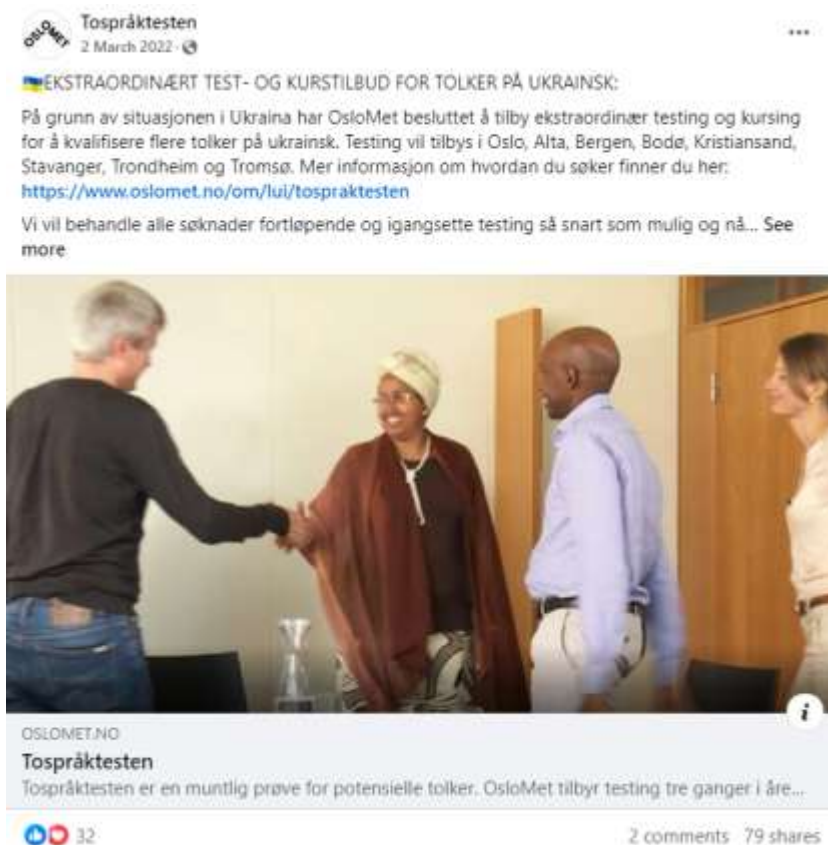 OSLOMET
Tospråktesten
2 March 2022 ·
🇺🇦EKSTRAORDINÆRT TEST- OG KURSTILBUD FOR TOLKER PÅ UKRAINSK:
På grunn av situasjonen i Ukraina har OsloMet besluttet å tilby ekstraordinær testing og kursing
for å kvalifisere flere tolker på ukrainsk. Testing vil tilbys i Oslo, Alta, Bergen, Bodø, Kristiansand,
Stavanger, Trondheim og Tromsø. Mer informasjon om hvordan du søker finner du her:
https://www.oslomet.no/om/lui/tospraktesten
Vi vil behandle alle søknader fortløpende og igangsette testing så snart som mulig og nå... See
more
i
OSLOMET.NO
Tospråktesten
Tospråktesten er en muntlig prøve for potensielle tolker. OsloMet tilbyr testing tre ganger i åre...
32
2 comments 79 shares